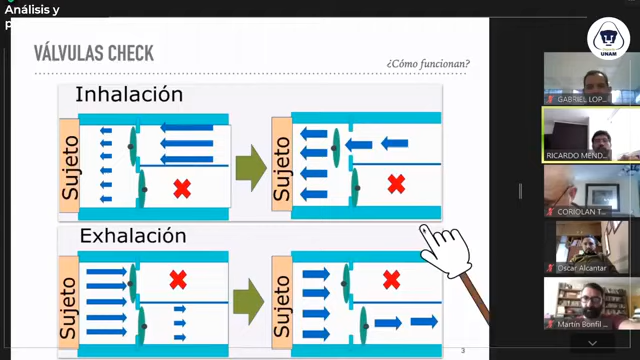 Análisis y
p
VÁLVULAS CHECK
¿Cómo funcionan?
UNAM
Inhalación
Sujeto
Sujeto
Exhalación
Sujeto
Sujeto
3
GABRIEL LOP...
RICARDO MEND...
CORIOLAN T...
Oscar Alcantar
Martin Bonfil ...